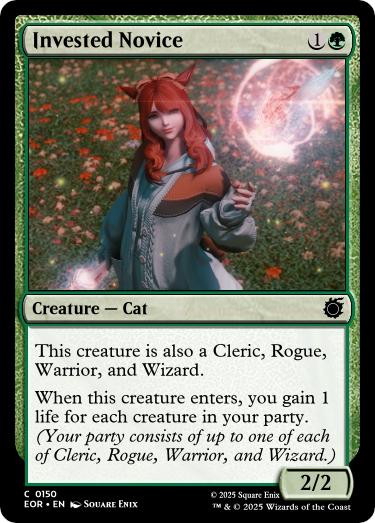 Invested Novice 1
Creature — Cat
This creature is also a Cleric, Rogue,
Warrior, and Wizard.
When this creature enters, you gain 1
life for each creature in your party.
(Your party consists of up to one of each
of Cleric, Rogue, Warrior, and Wizard.)
2/2
C 0150
EOR • EN Square Enix
© 2025 Square Enix
™ & © 2025 Wizards of the Coast